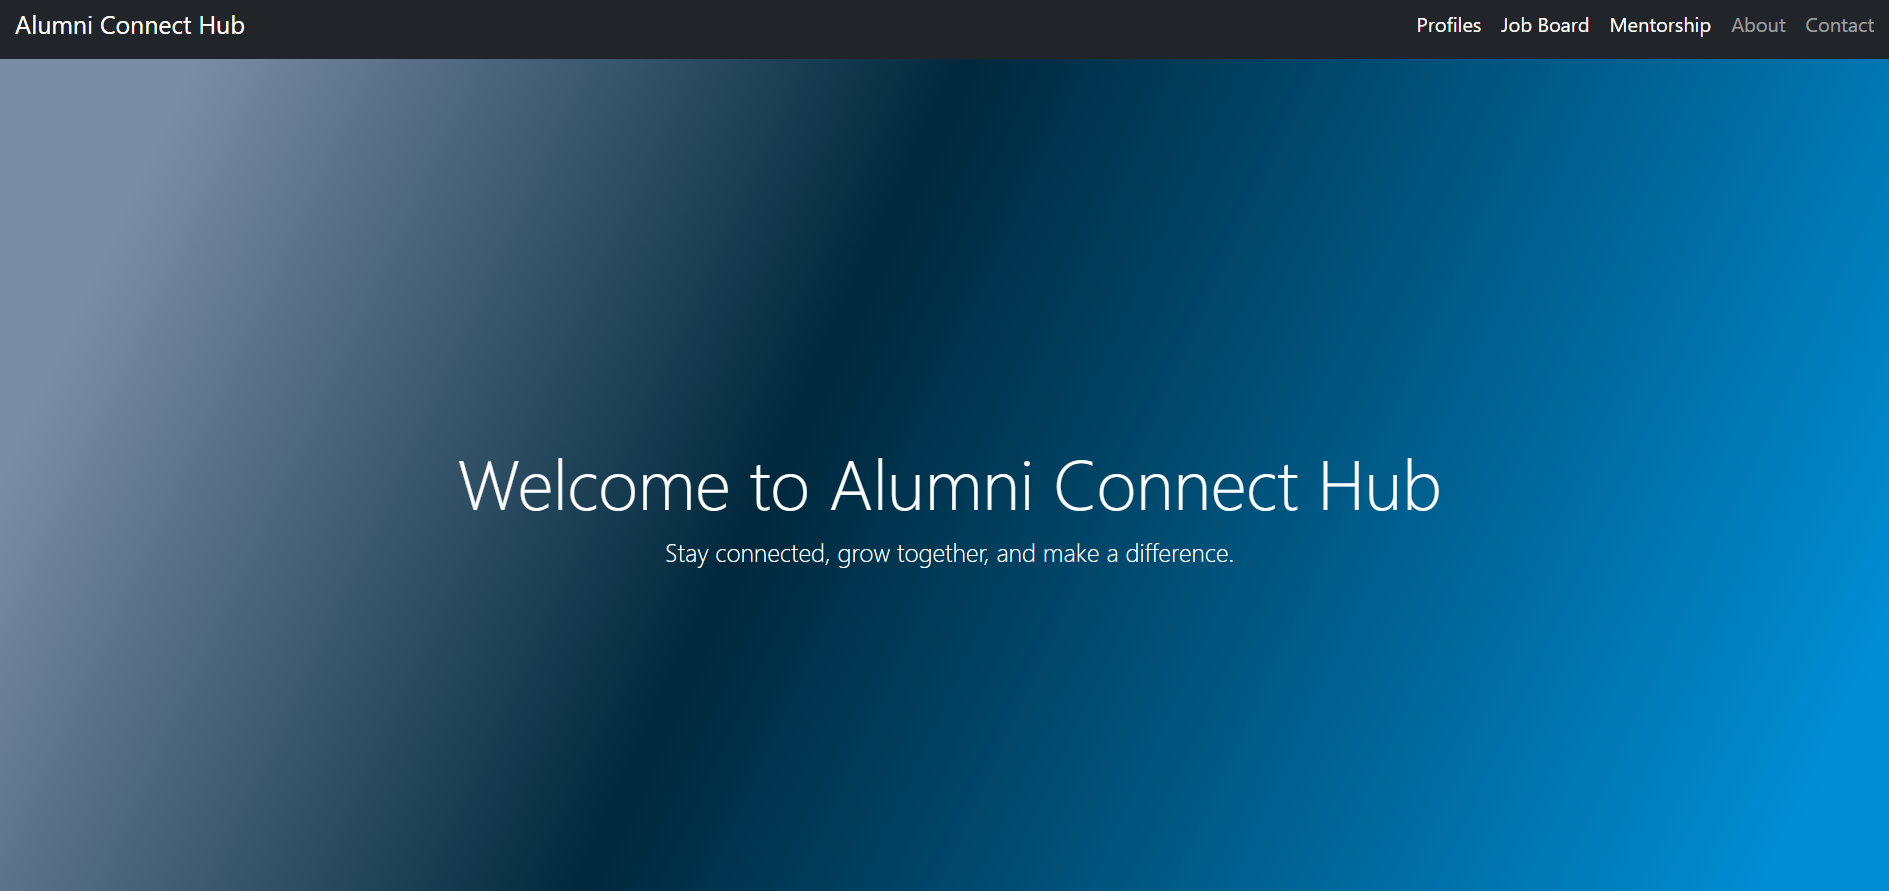 Alumni Connect Hub
Profiles Job Board Mentorship About Contact
Welcome to Alumni Connect Hub
Stay connected, grow together, and make a difference.